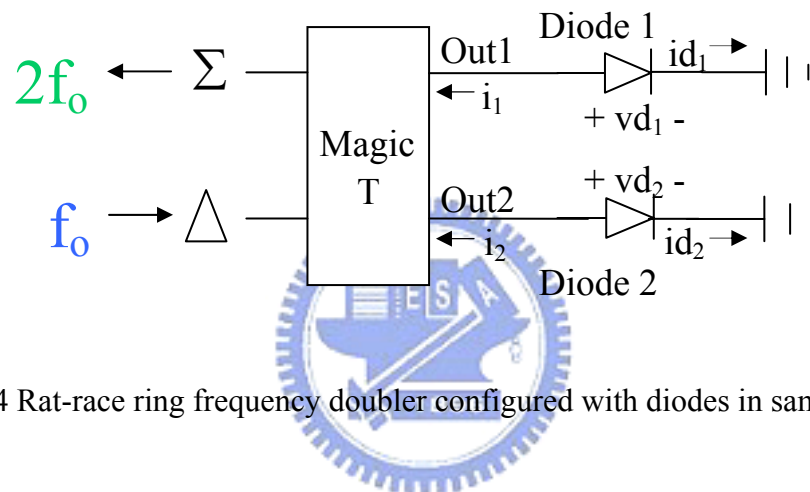 Diode 1
2fₒ Σ Out1 id₁
i₁
+ vd₁ -
Magic
T
+ vd₂ -
fₒ Δ Out2
i₂ id₂
Diode 2
E S A
4 Rat-race ring frequency doubler configured with diodes in san